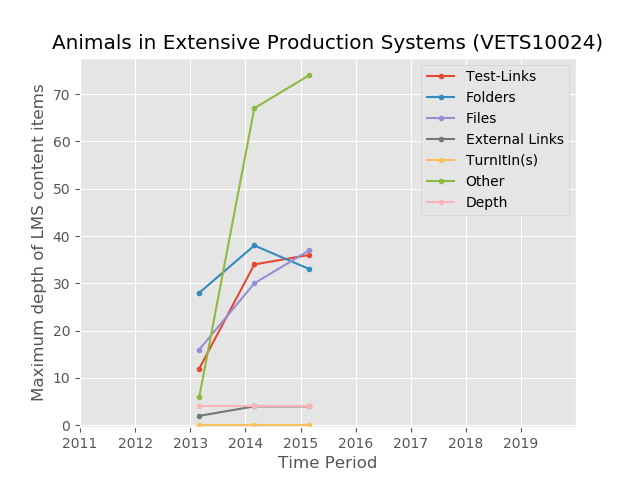 Animals in Extensive Production Systems (VETS10024)
Maximum depth of LMS content items
70
60
50
40
30
20
10
0
Test-Links
Folders
Files
External Links
TurnItIn(s)
Other
Depth
2011 2012 2013 2014 2015 2016 2017 2018 2019
Time Period